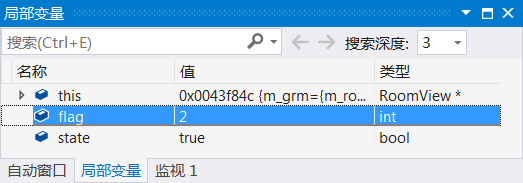 局部变量
搜索(Ctrl+E) 搜索深度: 3
名称 值 类型
this 0x0043f84c {m_grm={m_ro... RoomView *
flag 2 int
state true bool
自动窗口 局部变量 监视 1